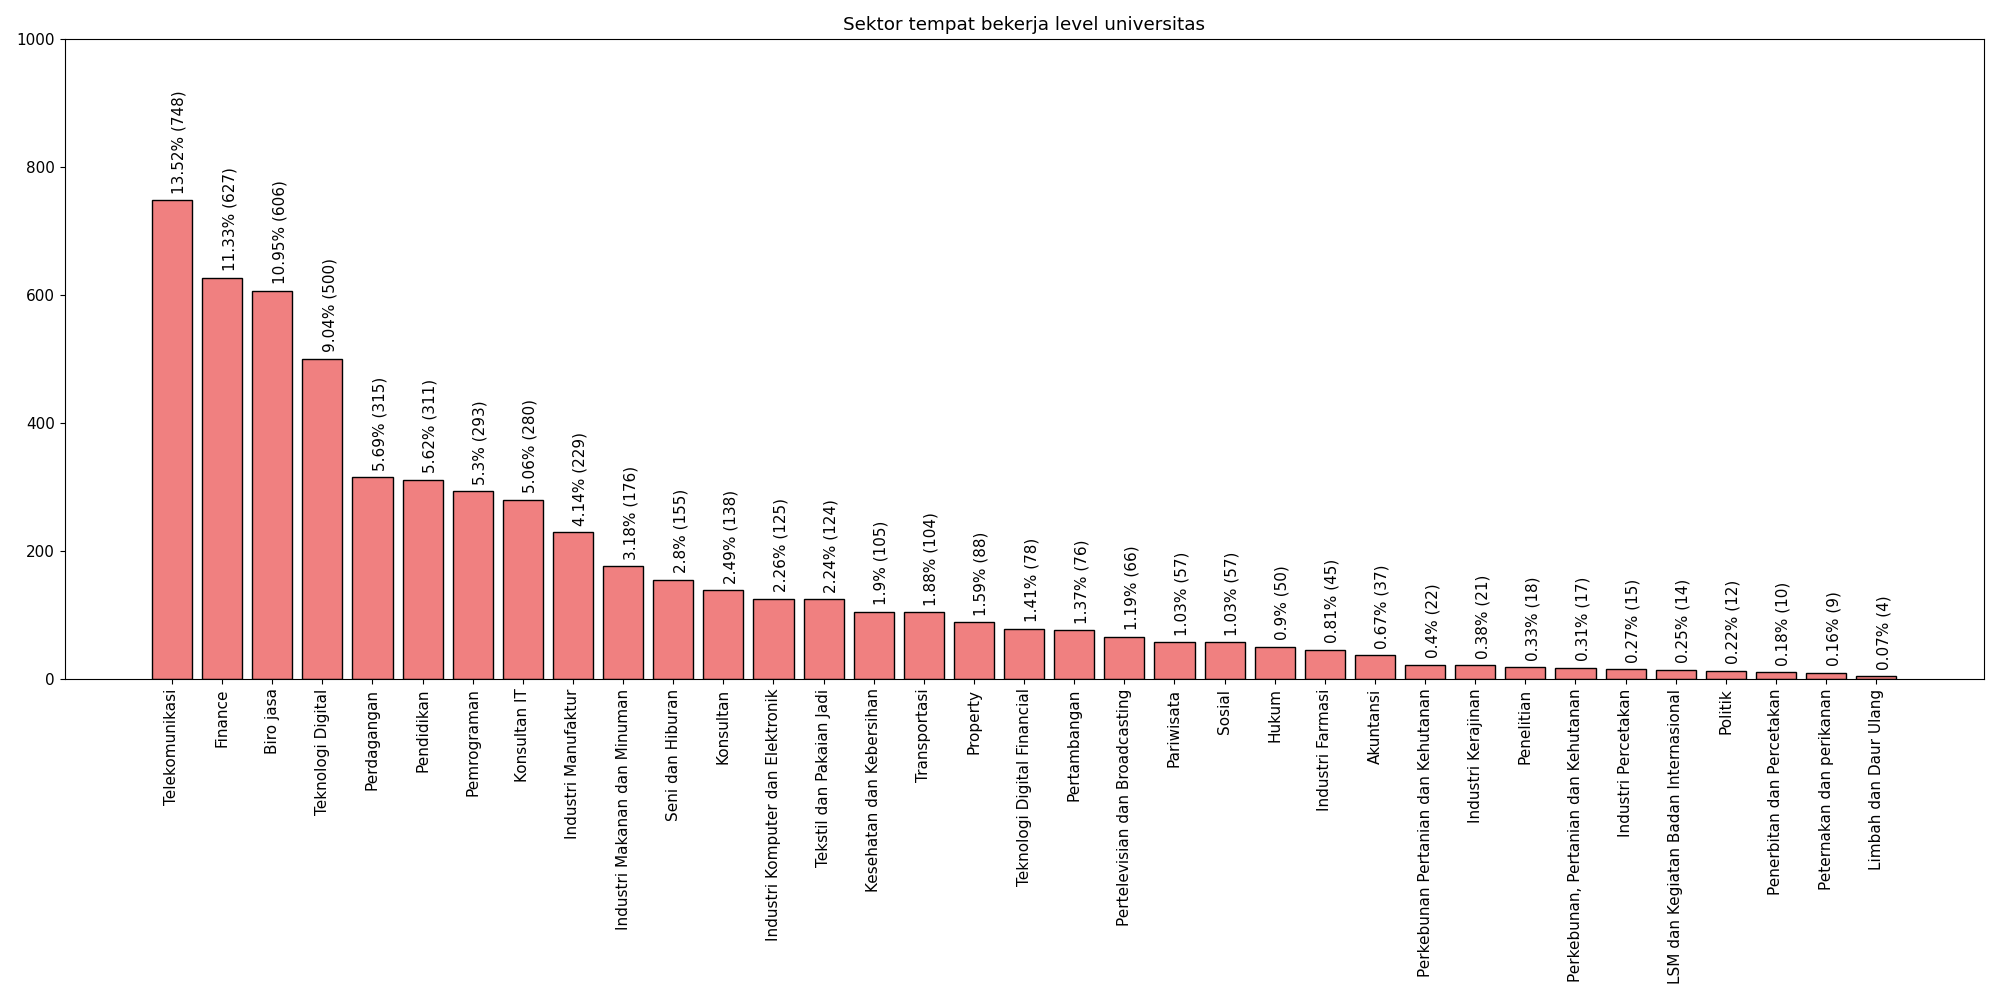 Sektor tempat bekerja level universitas
1000
800
600
400
200
0
13.52% (748)
11.33% (627)
10.95% (606)
9.04% (500)
5.69% (315)
5.62% (311)
5.3% (293)
5.06% (280)
4.14% (229)
3.18% (176)
2.8% (155)
2.49% (138)
2.26% (125)
2.24% (124)
1.9% (105)
1.88% (104)
1.59% (88)
1.41% (78)
1.37% (76)
1.19% (66)
1.03% (57)
1.03% (57)
0.9% (50)
0.81% (45)
0.67% (37)
0.4% (22)
0.38% (21)
0.33% (18)
0.31% (17)
0.27% (15)
0.25% (14)
0.22% (12)
0.18% (10)
0.16% (9)
0.07% (4)
Telekomunikasi
Finance
Biro jasa
Teknologi Digital
Perdagangan
Pendidikan
Pemrograman
Konsultan IT
Industri Manufaktur
Industri Makanan dan Minuman
Seni dan Hiburan
Konsultan
Industri Komputer dan Elektronik
Tekstil dan Pakaian Jadi
Kesehatan dan Kebersihan
Transportasi
Property
Teknologi Digital Financial
Pertambangan
Pertelevisian dan Broadcasting
Pariwisata
Sosial
Hukum
Industri Farmasi
Akuntansi
Perkebunan Pertanian dan Kehutanan
Industri Kerajinan
Penelitian
Perkebunan, Pertanian dan Kehutanan
Industri Percetakan
LSM dan Kegiatan Badan Internasional
Politik
Penerbitan dan Percetakan
Peternakan dan perikanan
Limbah dan Daur Ulang